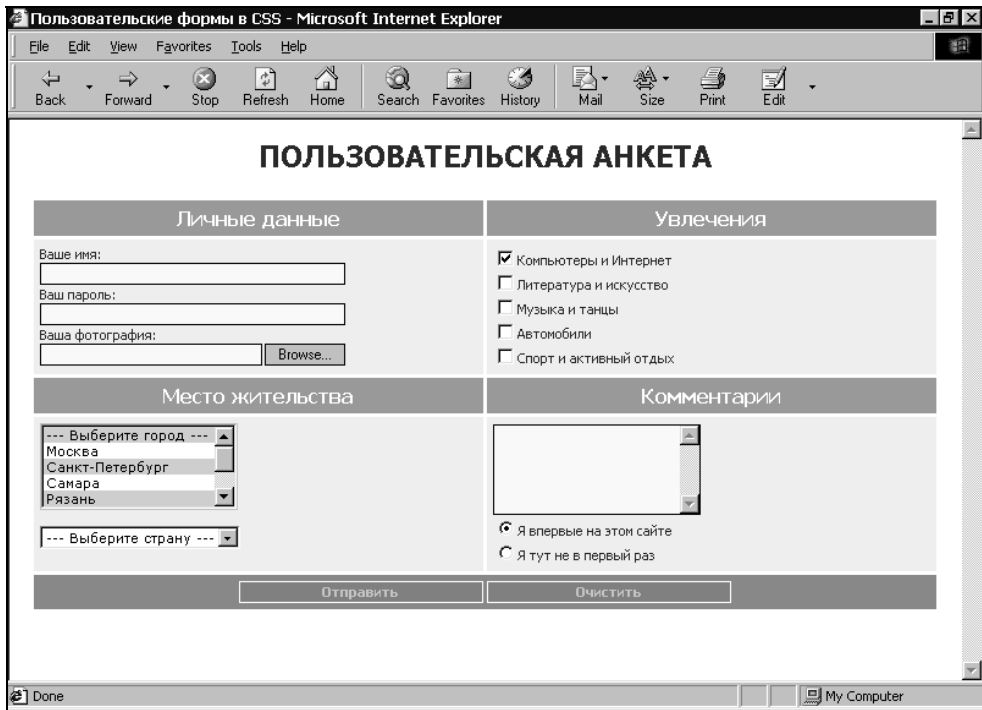 Пользовательские формы в CSS - Microsoft Internet Explorer
File Edit View Favorites Tools Help
Back Forward Stop Refresh Home Search Favorites History Mail Size Print Edit
ПОЛЬЗОВАТЕЛЬСКАЯ АНКЕТА
Личные данные
Ваше имя:
Ваш пароль:
Ваша фотография:
Browse...
Увлечения
Компьютеры и Интернет
Литература и искусство
Музыка и танцы
Автомобили
Спорт и активный отдых
Место жительства
--- Выберите город ---
Москва
Санкт-Петербург
Самара
Рязань
--- Выберите страну ---
Комментарии
Я впервые на этом сайте
Я тут не в первый раз
Отправить Очистить
Done My Computer